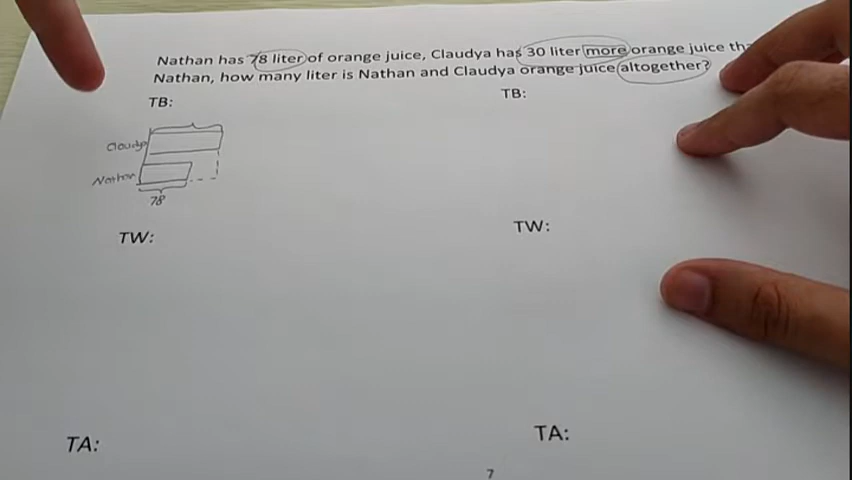 Nathan has 78 liter of orange juice, Claudya has 30 liter more orange juice th
Nathan, how many liter is Nathan and Claudya orange juice altogether?
TB:
TB:
Claudya
Nathan
78
TW:
TW:
TA:
TA:
7